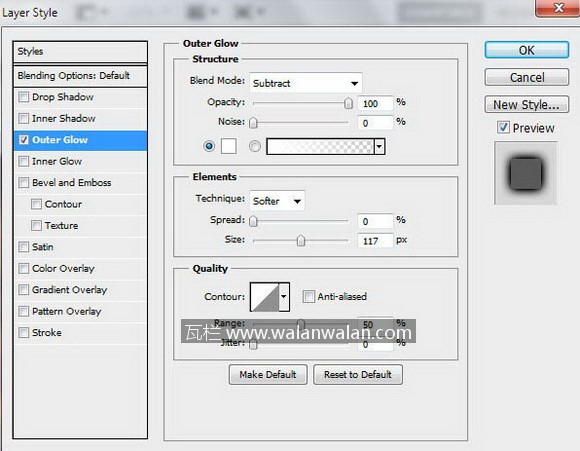 Layer Style
Styles
Blending Options: Default
Drop Shadow
Inner Shadow
Outer Glow
Inner Glow
Bevel and Emboss
Contour
Texture
Satin
Color Overlay
Gradient Overlay
Pattern Overlay
Stroke
Outer Glow
Structure
Blend Mode: Subtract
Opacity: 100 %
Noise: 0 %
Elements
Technique: Softer
Spread: 0 %
Size: 117 px
Quality
Contour: Anti-aliased
Range: 50 %
瓦栏 www.walanwalan.com
Jitter: 0 %
Make Default Reset to Default
OK
Cancel
New Style...
Preview